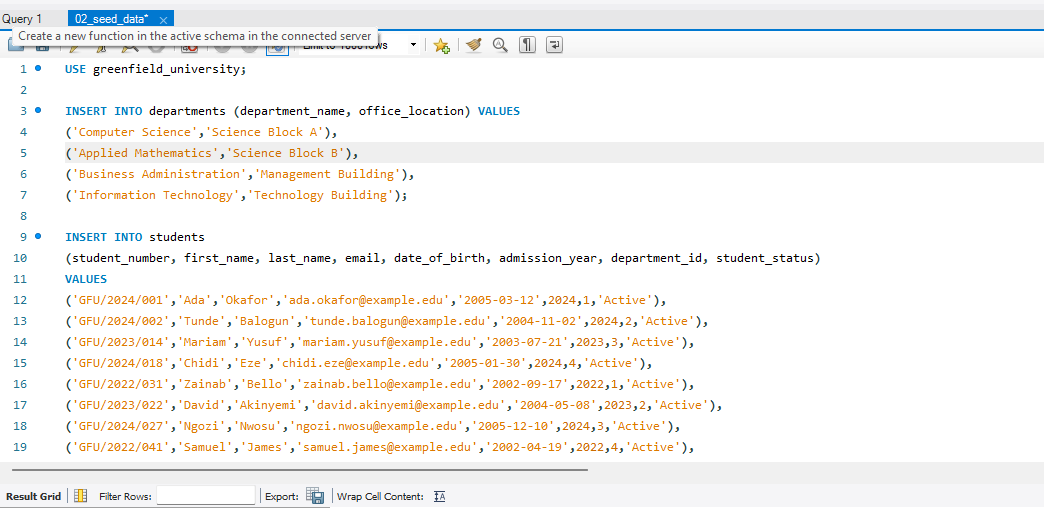 Query 1
02_seed_data*
Create a new function in the active schema in the connected server
1 USE greenfield_university;
2
3 INSERT INTO departments (department_name, office_location) VALUES
4 ('Computer Science','Science Block A'),
5 ('Applied Mathematics','Science Block B'),
6 ('Business Administration','Management Building'),
7 ('Information Technology','Technology Building');
8
9 INSERT INTO students
10 (student_number, first_name, last_name, email, date_of_birth, admission_year, department_id, student_status)
11 VALUES
12 ('GFU/2024/001','Ada','Okafor','ada.okafor@example.edu','2005-03-12',2024,1,'Active'),
13 ('GFU/2024/002','Tunde','Balogun','tunde.balogun@example.edu','2004-11-02',2024,2,'Active'),
14 ('GFU/2023/014','Mariam','Yusuf','mariam.yusuf@example.edu','2003-07-21',2023,3,'Active'),
15 ('GFU/2024/018','Chidi','Eze','chidi.eze@example.edu','2005-01-30',2024,4,'Active'),
16 ('GFU/2022/031','Zainab','Bello','zainab.bello@example.edu','2002-09-17',2022,1,'Active'),
17 ('GFU/2023/022','David','Akinyemi','david.akinyemi@example.edu','2004-05-08',2023,2,'Active'),
18 ('GFU/2024/027','Ngozi','Nwosu','ngozi.nwosu@example.edu','2005-12-10',2024,3,'Active'),
19 ('GFU/2022/041','Samuel','James','samuel.james@example.edu','2002-04-19',2022,4,'Active'),
Result Grid Filter Rows: Export: Wrap Cell Content: